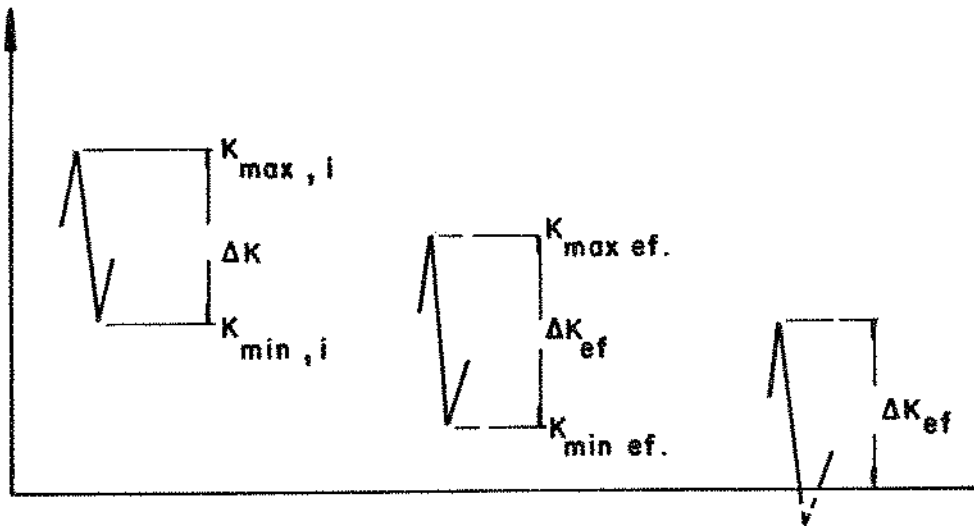 K max , i
ΔK
K min , i
K max ef.
ΔK ef
K min ef.
ΔK ef